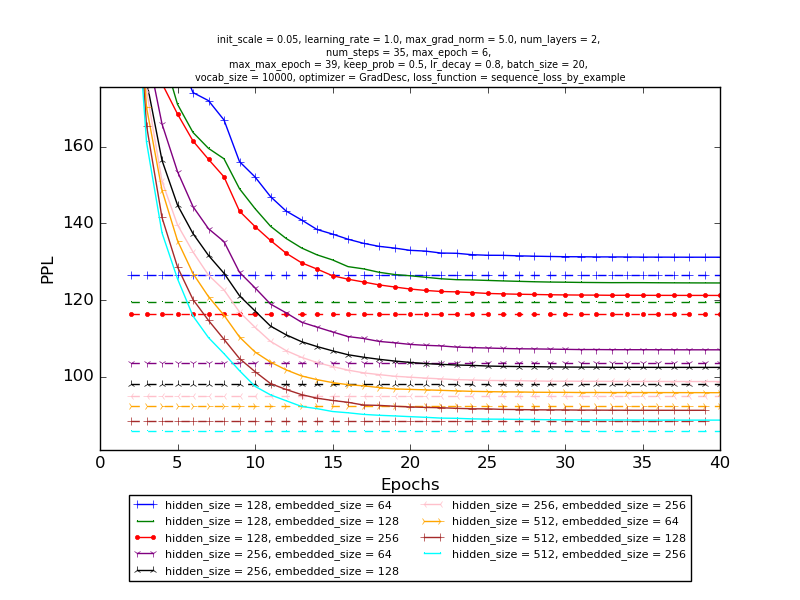 init_scale = 0.05, learning_rate = 1.0, max_grad_norm = 5.0, num_layers = 2,
num_steps = 35, max_epoch = 6,
max_max_epoch = 39, keep_prob = 0.5, lr_decay = 0.8, batch_size = 20,
vocab_size = 10000, optimizer = GradDesc, loss_function = sequence_loss_by_example
160
140
120
100
PPL
0 5 10 15 20 25 30 35 40
Epochs
hidden_size = 128, embedded_size = 64
hidden_size = 128, embedded_size = 128
hidden_size = 128, embedded_size = 256
hidden_size = 256, embedded_size = 64
hidden_size = 256, embedded_size = 128
hidden_size = 256, embedded_size = 256
hidden_size = 512, embedded_size = 64
hidden_size = 512, embedded_size = 128
hidden_size = 512, embedded_size = 256